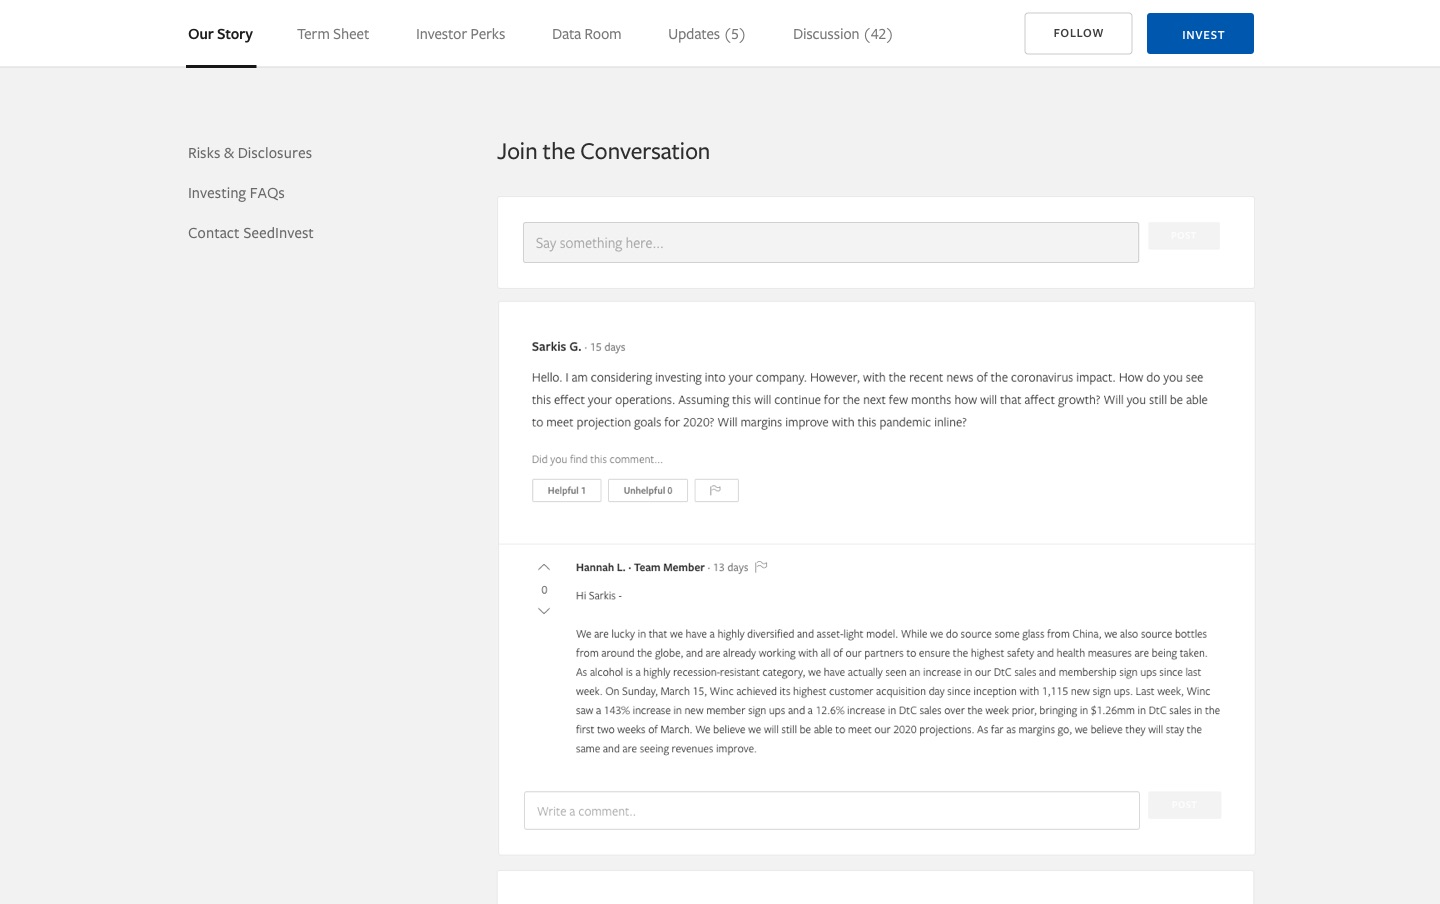 Our Story
Term Sheet
Investor Perks
Data Room
Updates (5)
Discussion (42)
FOLLOW
INVEST
Risks & Disclosures
Investing FAQs
Contact SeedInvest
Join the Conversation
Say something here...
POST
Sarkis G. · 15 days
Hello. I am considering investing into your company. However, with the recent news of the coronavirus impact. How do you see
this effect your operations. Assuming this will continue for the next few months how will that affect growth? Will you still be able
to meet projection goals for 2020? Will margins improve with this pandemic inline?
Did you find this comment...
Helpful 1
Unhelpful 0
Hannah L. · Team Member · 13 days
0
Hi Sarkis -
We are lucky in that we have a highly diversified and asset-light model. While we do source some glass from China, we also source bottles
from around the globe, and are already working with all of our partners to ensure the highest safety and health measures are being taken.
As alcohol is a highly recession-resistant category, we have actually seen an increase in our DtC sales and membership sign ups since last
week. On Sunday, March 15, Winc achieved its highest customer acquisition day since inception with 1,115 new sign ups. Last week, Winc
saw a 143% increase in new member sign ups and a 12.6% increase in DtC sales over the week prior, bringing in $1.26mm in DtC sales in the
first two weeks of March. We believe we will still be able to meet our 2020 projections. As far as margins go, we believe they will stay the
same and are seeing revenues improve.
Write a comment..
POST